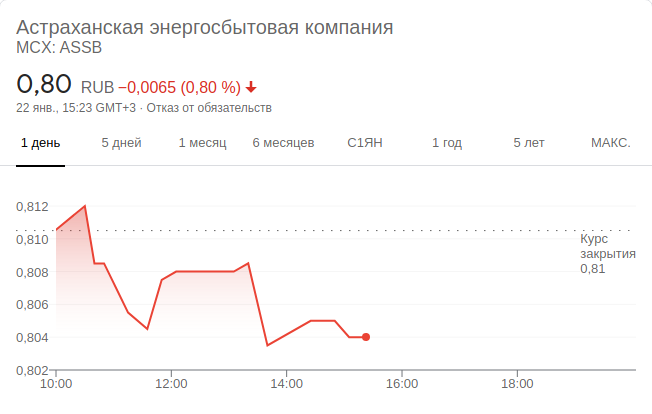 Астраханская энергосбытовая компания
MCX: ASSB
0,80 RUB −0,0065 (0,80 %)
22 янв., 15:23 GMT+3 · Отказ от обязательств
1 день 5 дней 1 месяц 6 месяцев С1ЯН 1 год 5 лет МАКС.
0,812
0,810
0,808
0,806
0,804
0,802
Курс
закрытия
0,81
10:00 12:00 14:00 16:00 18:00